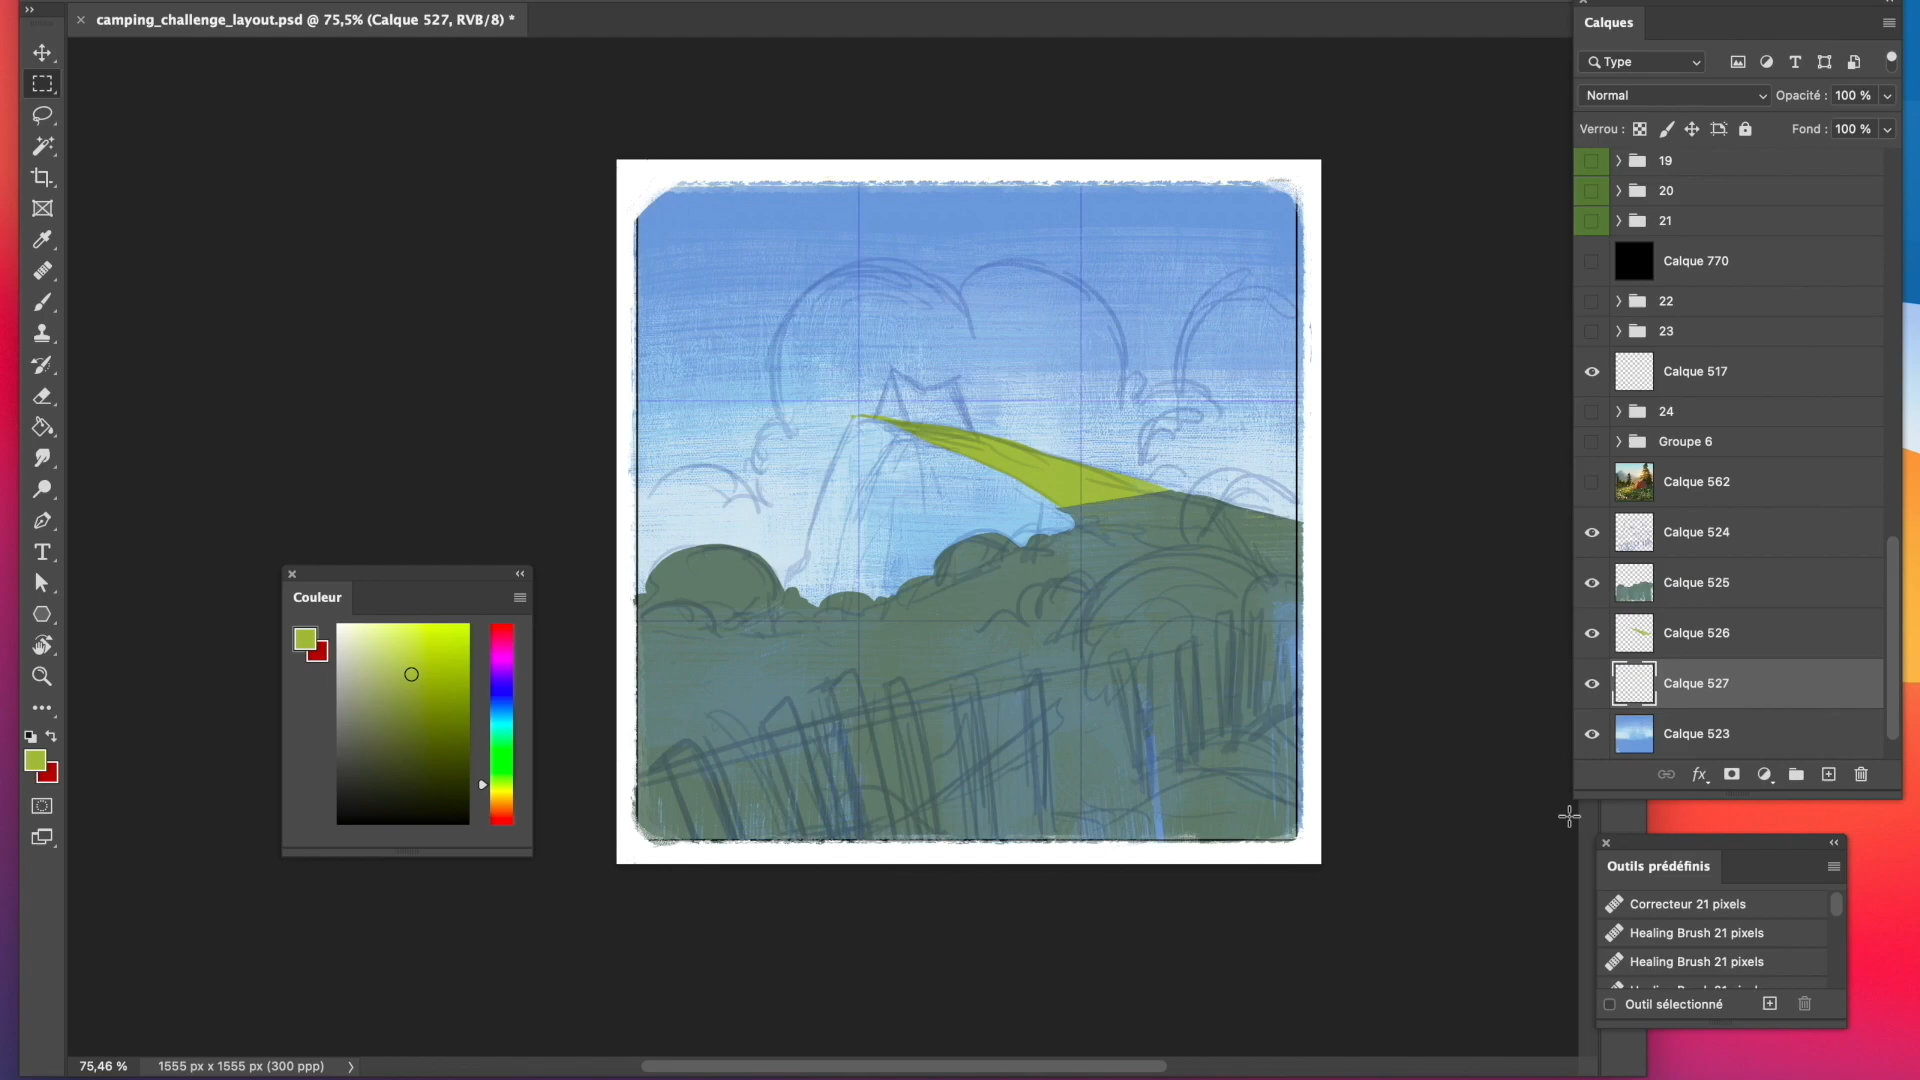 camping_challenge_layout.psd @ 75,5% (Calque 527, RVB/8) *
Calques
Type
Normal
Opacité :
100 %
Verrou :
Fond :
100 %
19
20
21
Calque 770
22
23
Calque 517
24
Groupe 6
Calque 562
Calque 524
Calque 525
Calque 526
Calque 527
Calque 523
fx
Couleur
Outils prédéfinis
Correcteur 21 pixels
Healing Brush 21 pixels
Healing Brush 21 pixels
Outil sélectionné
75,46 %
1555 px x 1555 px (300 ppp)